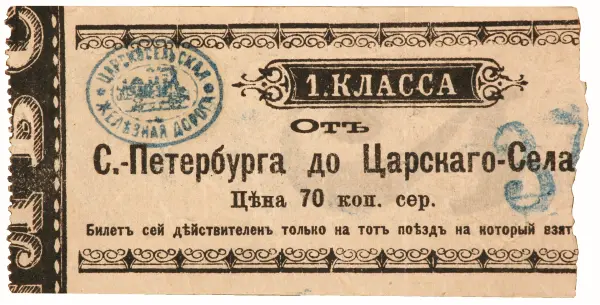 ЦАРСКОСЕЛЬСКАЯ
ЖЕЛѢЗНАЯ ДОРОГА
1. КЛАССА
Отъ
С.-Петербурга до Царскаго-Села
Цѣна 70 коп. сер.
Билетъ сей дѣйствителенъ только на тотъ поѣздъ на который взят